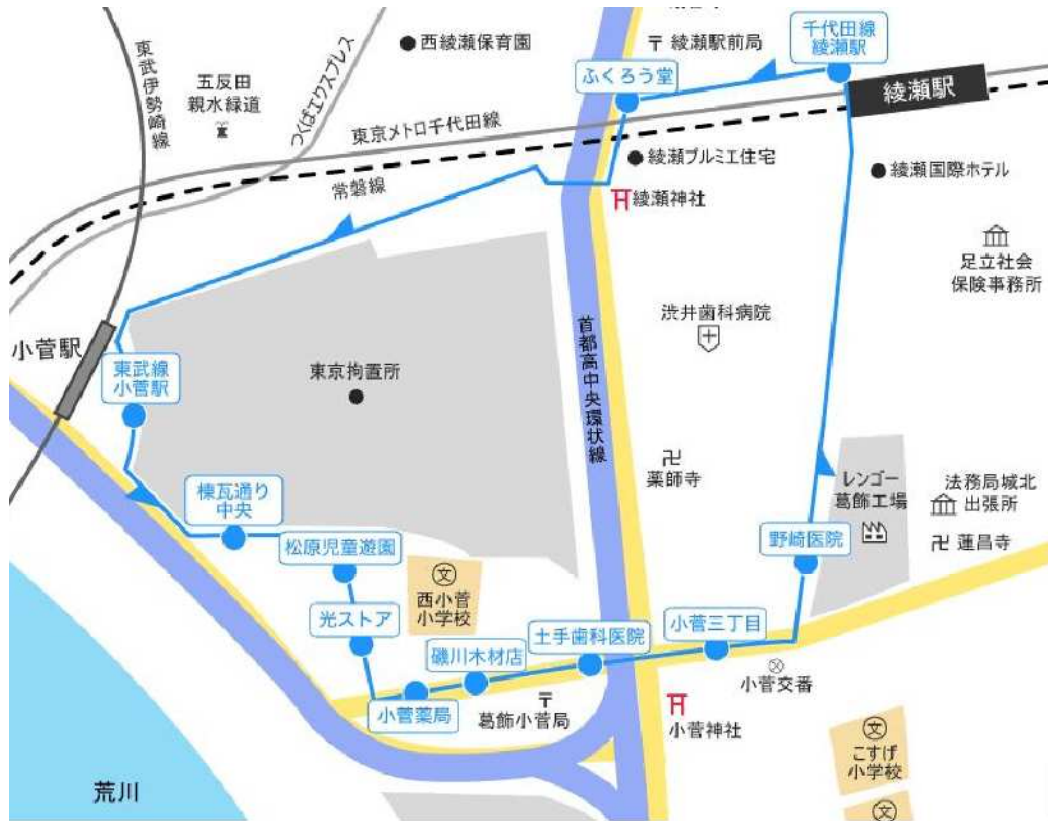 西綾瀬保育園
綾瀬駅前局
千代田線
綾瀬駅
ふくろう堂
五反田
親水緑道
東武伊勢崎線
つくばエクスプレス
東京メトロ千代田線
綾瀬駅
常磐線
綾瀬プルミエ住宅
綾瀬国際ホテル
綾瀬神社
足立社会
保険事務所
小菅駅
東武線
小菅駅
東京拘置所
首都高中央環状線
渋井歯科病院
薬師寺
レンゴー
葛飾工場
法務局城北
出張所
蓮昌寺
棟瓦通り
中央
松原児童遊園
文
西小菅
小学校
野崎医院
光ストア
磯川木材店
土手歯科医院
小菅三丁目
小菅薬局
葛飾小菅局
小菅交番
小菅神社
文
こすげ
小学校
文
荒川